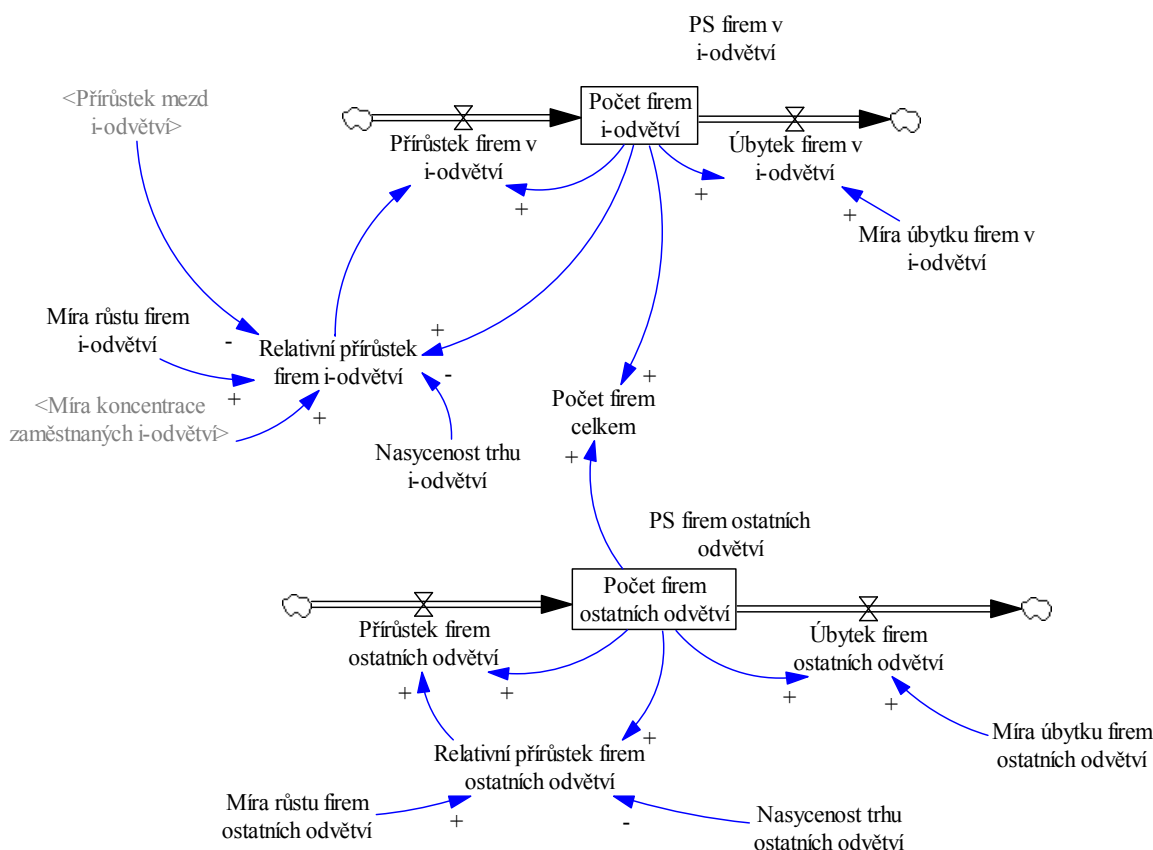 PS firem v
i-odvětví
<Přírůstek mezd
i-odvětví>
Počet firem
i-odvětví
Přírůstek firem v
i-odvětví
Úbytek firem v
i-odvětví
+
+
+
Míra úbytku firem v
i-odvětví
Míra růstu firem
i-odvětví
-
+
Relativní přírůstek
firem i-odvětví
-
+
+
<Míra koncentrace
zaměstnaných i-odvětví>
+
Počet firem
celkem
Nasycenost trhu
i-odvětví
+
PS firem ostatních
odvětví
Počet firem
ostatních odvětví
Přírůstek firem
ostatních odvětví
Úbytek firem
ostatních odvětví
+
+
+
+
Míra úbytku firem
ostatních odvětví
+
Relativní přírůstek firem
ostatních odvětví
Míra růstu firem
ostatních odvětví
+
-
Nasycenost trhu
ostatních odvětví